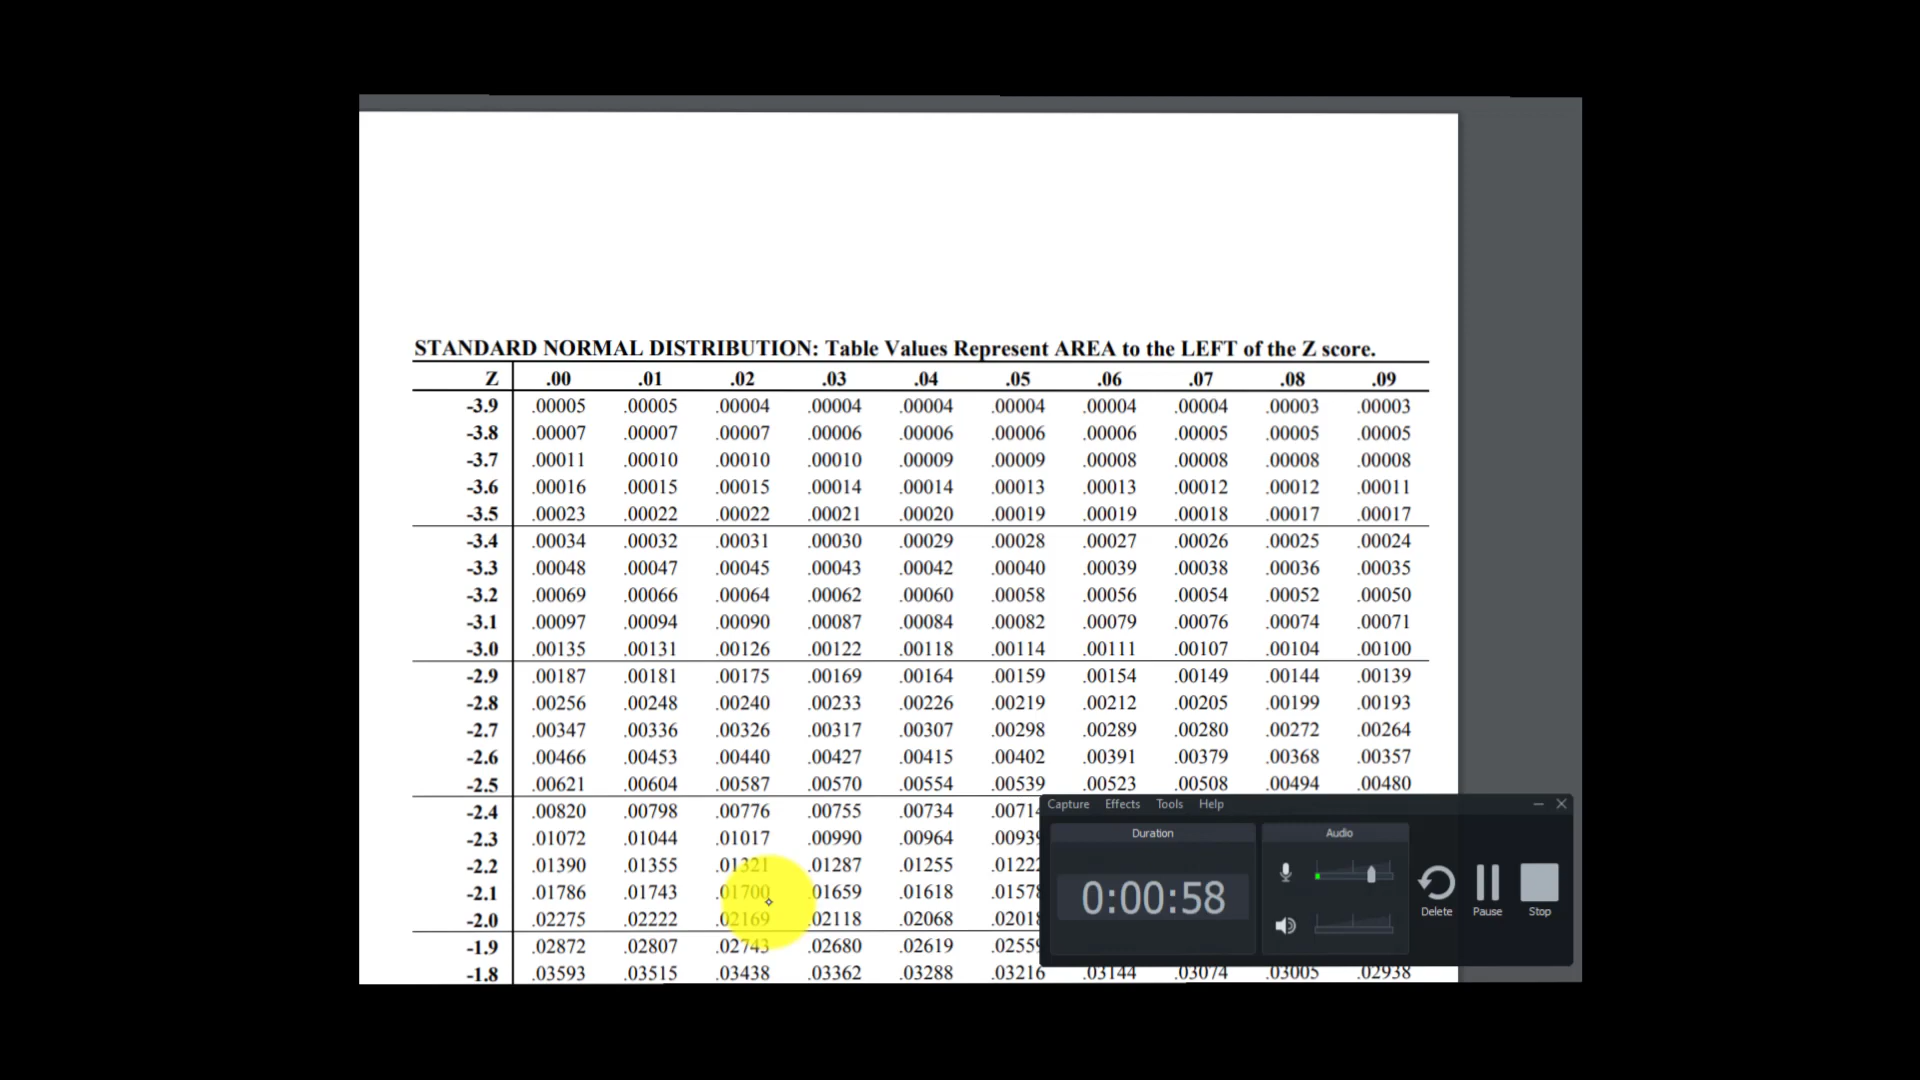 STANDARD NORMAL DISTRIBUTION: Table Values Represent AREA to the LEFT of the Z score.
Z .00 .01 .02 .03 .04 .05 .06 .07 .08 .09
-3.9 .00005 .00005 .00004 .00004 .00004 .00004 .00004 .00004 .00003 .00003
-3.8 .00007 .00007 .00007 .00006 .00006 .00006 .00006 .00005 .00005 .00005
-3.7 .00011 .00010 .00010 .00010 .00009 .00009 .00008 .00008 .00008 .00008
-3.6 .00016 .00015 .00015 .00014 .00014 .00013 .00013 .00012 .00012 .00011
-3.5 .00023 .00022 .00022 .00021 .00020 .00019 .00019 .00018 .00017 .00017
-3.4 .00034 .00032 .00031 .00030 .00029 .00028 .00027 .00026 .00025 .00024
-3.3 .00048 .00047 .00045 .00043 .00042 .00040 .00039 .00038 .00036 .00035
-3.2 .00069 .00066 .00064 .00062 .00060 .00058 .00056 .00054 .00052 .00050
-3.1 .00097 .00094 .00090 .00087 .00084 .00082 .00079 .00076 .00074 .00071
-3.0 .00135 .00131 .00126 .00122 .00118 .00114 .00111 .00107 .00104 .00100
-2.9 .00187 .00181 .00175 .00169 .00164 .00159 .00154 .00149 .00144 .00139
-2.8 .00256 .00248 .00240 .00233 .00226 .00219 .00212 .00205 .00199 .00193
-2.7 .00347 .00336 .00326 .00317 .00307 .00298 .00289 .00280 .00272 .00264
-2.6 .00466 .00453 .00440 .00427 .00415 .00402 .00391 .00379 .00368 .00357
-2.5 .00621 .00604 .00587 .00570 .00554 .00539 .00523 .00508 .00494 .00480
-2.4 .00820 .00798 .00776 .00755 .00734 .00714
-2.3 .01072 .01044 .01017 .00990 .00964 .00939
-2.2 .01390 .01355 .01321 .01287 .01255 .01222
-2.1 .01786 .01743 .01700 .01659 .01618 .01578
-2.0 .02275 .02222 .02169 .02118 .02068 .02018
-1.9 .02872 .02807 .02743 .02680 .02619 .02559
-1.8 .03593 .03515 .03438 .03362 .03288 .03216 .03144 .03074 .03005 .02938
Capture Effects Tools Help
Duration Audio
0:00:58
Delete Pause Stop